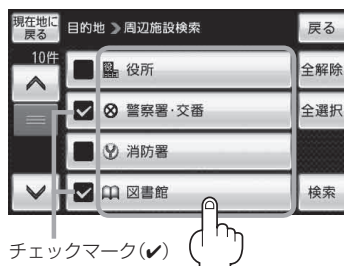 現在地に戻る 目的地 》周辺施設検索 戻る
10件
役所 全解除
警察署・交番 全選択
消防署
図書館 検索
チェックマーク(✔)